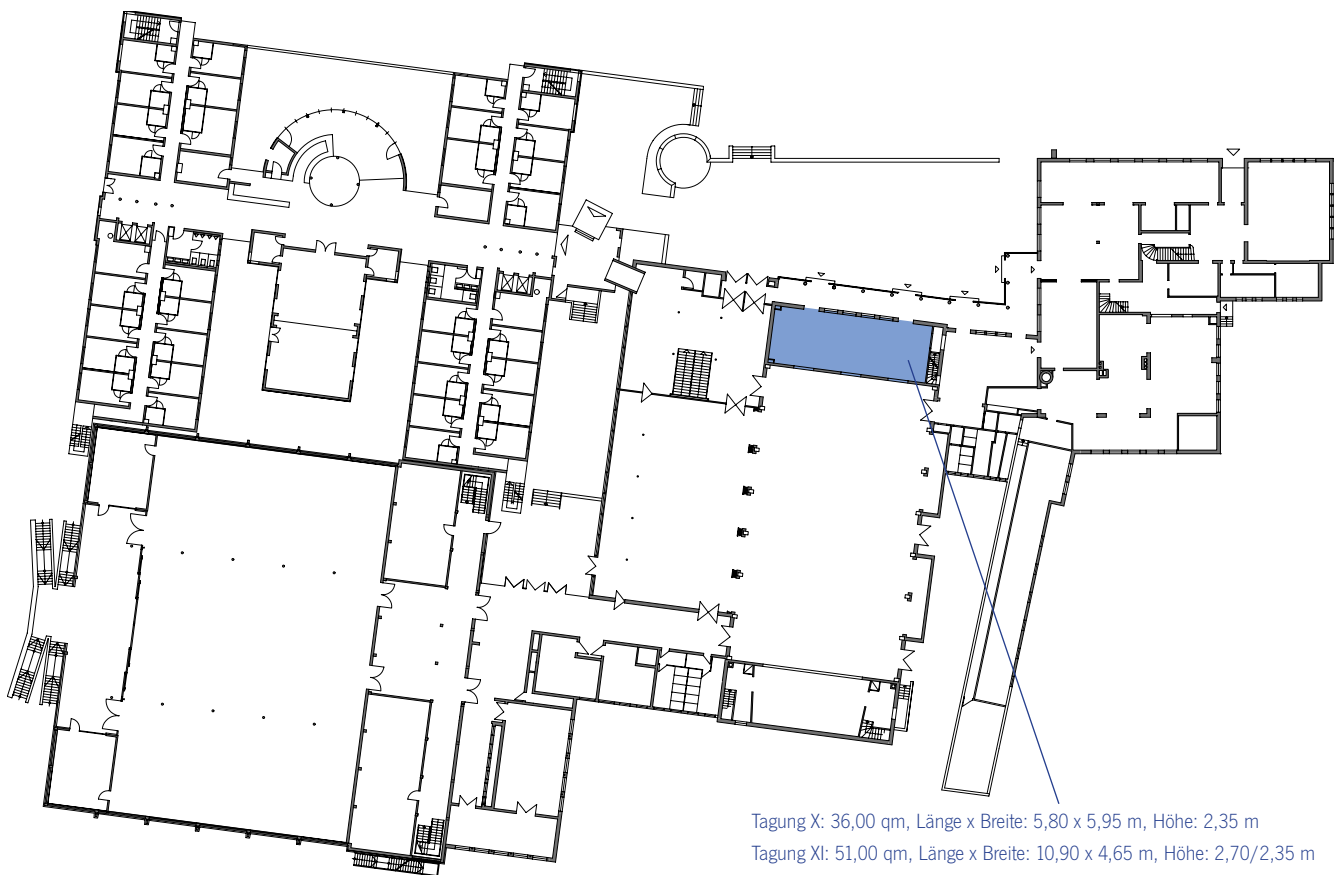 Tagung X: 36,00 qm, Länge x Breite: 5,80 x 5,95 m, Höhe: 2,35 m
Tagung XI: 51,00 qm, Länge x Breite: 10,90 x 4,65 m, Höhe: 2,70/2,35 m